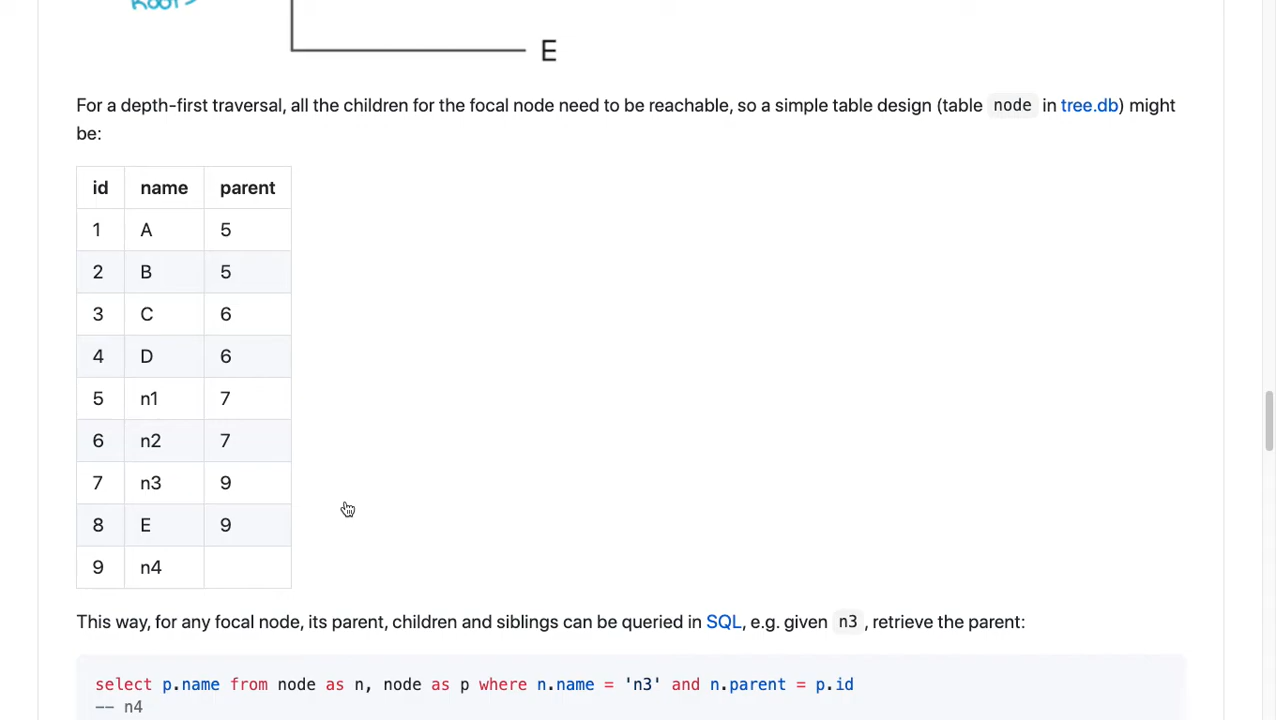 Root>
E
For a depth-first traversal, all the children for the focal node need to be reachable, so a simple table design (table node in tree.db) might
be:
id name parent
1 A 5
2 B 5
3 C 6
4 D 6
5 n1 7
6 n2 7
7 n3 9
8 E 9
9 n4
This way, for any focal node, its parent, children and siblings can be queried in SQL, e.g. given n3, retrieve the parent:
select p.name from node as n, node as p where n.name = 'n3' and n.parent = p.id
-- n4